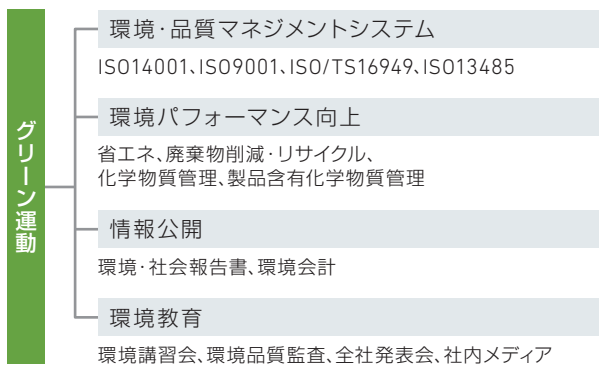 グリーン運動
環境・品質マネジメントシステム
ISO14001、ISO9001、ISO/TS16949、ISO13485
環境パフォーマンス向上
省エネ、廃棄物削減・リサイクル、
化学物質管理、製品含有化学物質管理
情報公開
環境・社会報告書、環境会計
環境教育
環境講習会、環境品質監査、全社発表会、社内メディア